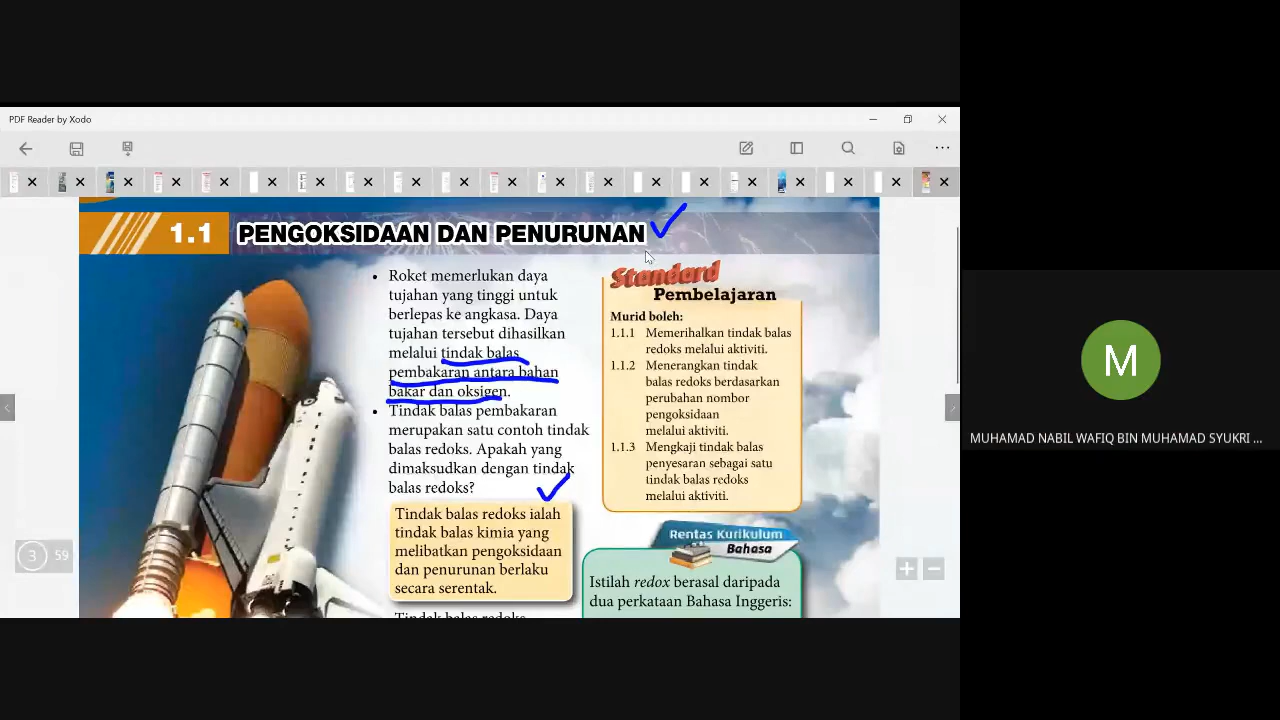 PDF Reader by Xodo
1.1 PENGOKSIDAAN DAN PENURUNAN
• Roket memerlukan daya
tujahan yang tinggi untuk
berlepas ke angkasa. Daya
tujahan tersebut dihasilkan
melalui tindak balas
pembakaran antara bahan
bakar dan oksigen.
• Tindak balas pembakaran
merupakan satu contoh tindak
balas redoks. Apakah yang
dimaksudkan dengan tindak
balas redoks?
Tindak balas redoks ialah
tindak balas kimia yang
melibatkan pengoksidaan
dan penurunan berlaku
secara serentak.
Tindak balas redoks
Standard
Pembelajaran
Murid boleh:
1.1.1 Memerihalkan tindak balas
redoks melalui aktiviti.
1.1.2 Menerangkan tindak
balas redoks berdasarkan
perubahan nombor
pengoksidaan
melalui aktiviti.
1.1.3 Mengkaji tindak balas
penyesaran sebagai satu
tindak balas redoks
melalui aktiviti.
Rentas Kurikulum
Bahasa
Istilah redox berasal daripada
dua perkataan Bahasa Inggeris:
3 59
M
MUHAMAD NABIL WAFIQ BIN MUHAMAD SYUKRI ...